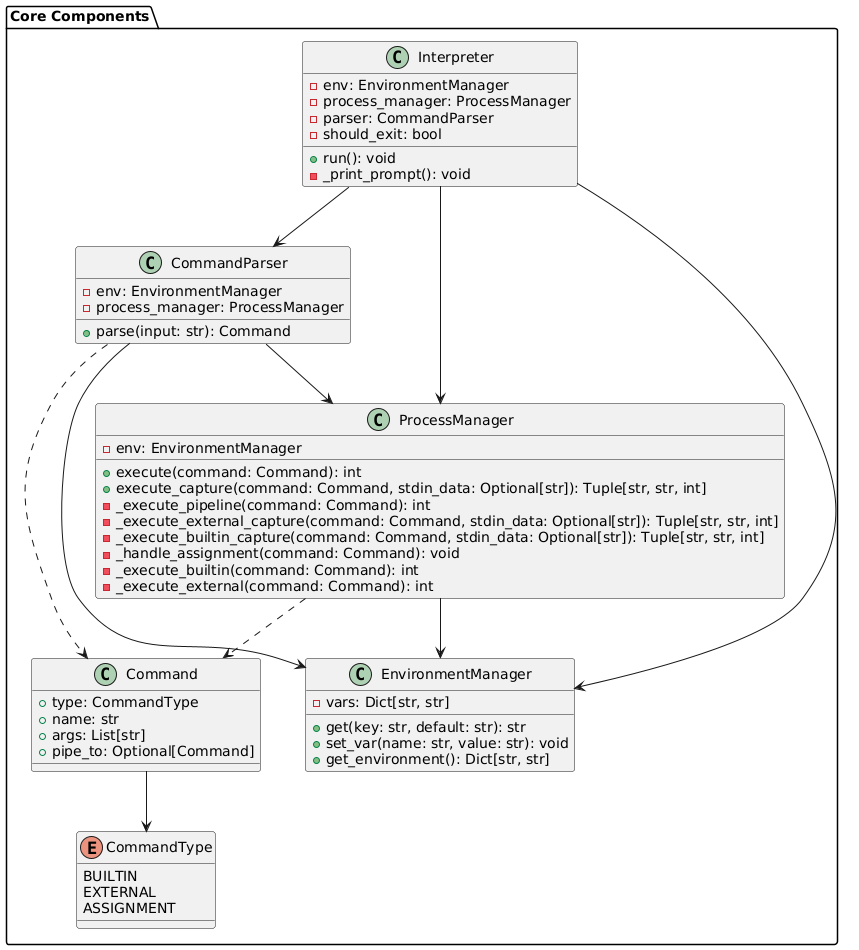 Core Components
C Interpreter
env: EnvironmentManager
process_manager: ProcessManager
parser: CommandParser
should_exit: bool
run(): void
_print_prompt(): void
C CommandParser
env: EnvironmentManager
process_manager: ProcessManager
parse(input: str): Command
C ProcessManager
env: EnvironmentManager
execute(command: Command): int
execute_capture(command: Command, stdin_data: Optional[str]): Tuple[str, str, int]
_execute_pipeline(command: Command): int
_execute_external_capture(command: Command, stdin_data: Optional[str]): Tuple[str, str, int]
_execute_builtin_capture(command: Command, stdin_data: Optional[str]): Tuple[str, str, int]
_handle_assignment(command: Command): void
_execute_builtin(command: Command): int
_execute_external(command: Command): int
C Command
type: CommandType
name: str
args: List[str]
pipe_to: Optional[Command]
C EnvironmentManager
vars: Dict[str, str]
get(key: str, default: str): str
set_var(name: str, value: str): void
get_environment(): Dict[str, str]
E CommandType
BUILTIN
EXTERNAL
ASSIGNMENT